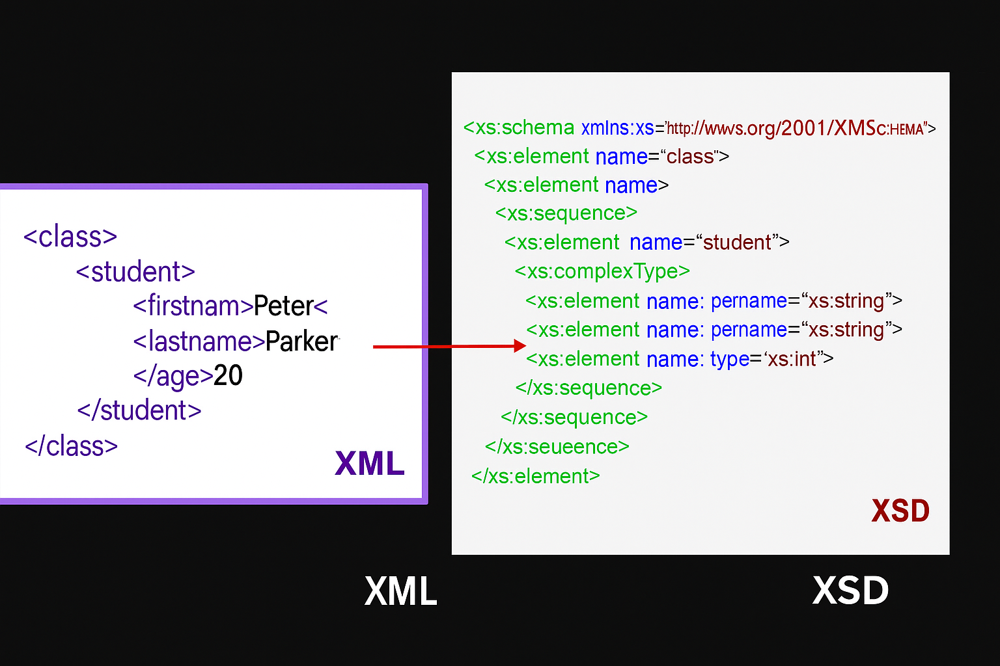 <class>
<student>
<firstnam>Peter<
<lastname>Parker
</age>20
</student>
</class>
XML
<xs:schema xmlns:xs='http://wwvs.org/2001/XMSc:HEMA">
<xs:element name=“class">
<xs:element name>
<xs:sequence>
<xs:element name=“student”>
<xs:complexType>
<xs:element name: pername=“xs:string”>
<xs:element name: pername=“xs:string”>
<xs:element name: type=‘xs:int”>
</xs:sequence>
</xs:sequence>
</xs:seueence>
</xs:element>
XSD
XML
XSD